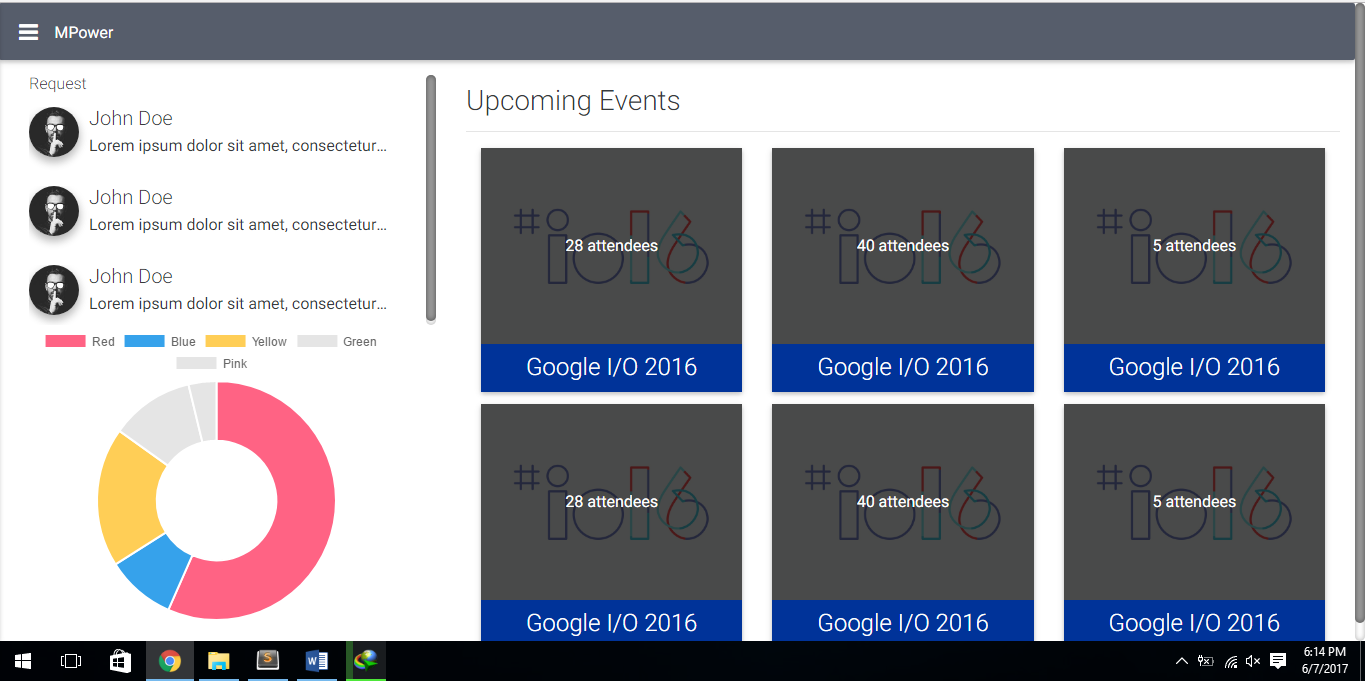 MPower
Request
John Doe
Lorem ipsum dolor sit amet, consectetur...
John Doe
Lorem ipsum dolor sit amet, consectetur...
John Doe
Lorem ipsum dolor sit amet, consectetur...
Red Blue Yellow Green
Pink
Upcoming Events
#io16
28 attendees
Google I/O 2016
#io16
40 attendees
Google I/O 2016
#io16
5 attendees
Google I/O 2016
#io16
28 attendees
Google I/O 2016
#io16
40 attendees
Google I/O 2016
#io16
5 attendees
Google I/O 2016
6:14 PM
6/7/2017